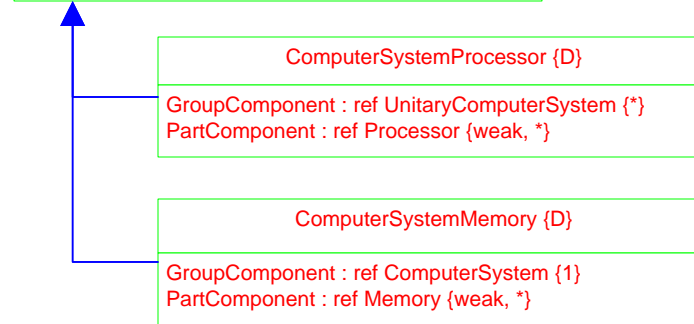 ComputerSystemProcessor {D}
GroupComponent : ref UnitaryComputerSystem {*}
PartComponent : ref Processor {weak, *}
ComputerSystemMemory {D}
GroupComponent : ref ComputerSystem {1}
PartComponent : ref Memory {weak, *}